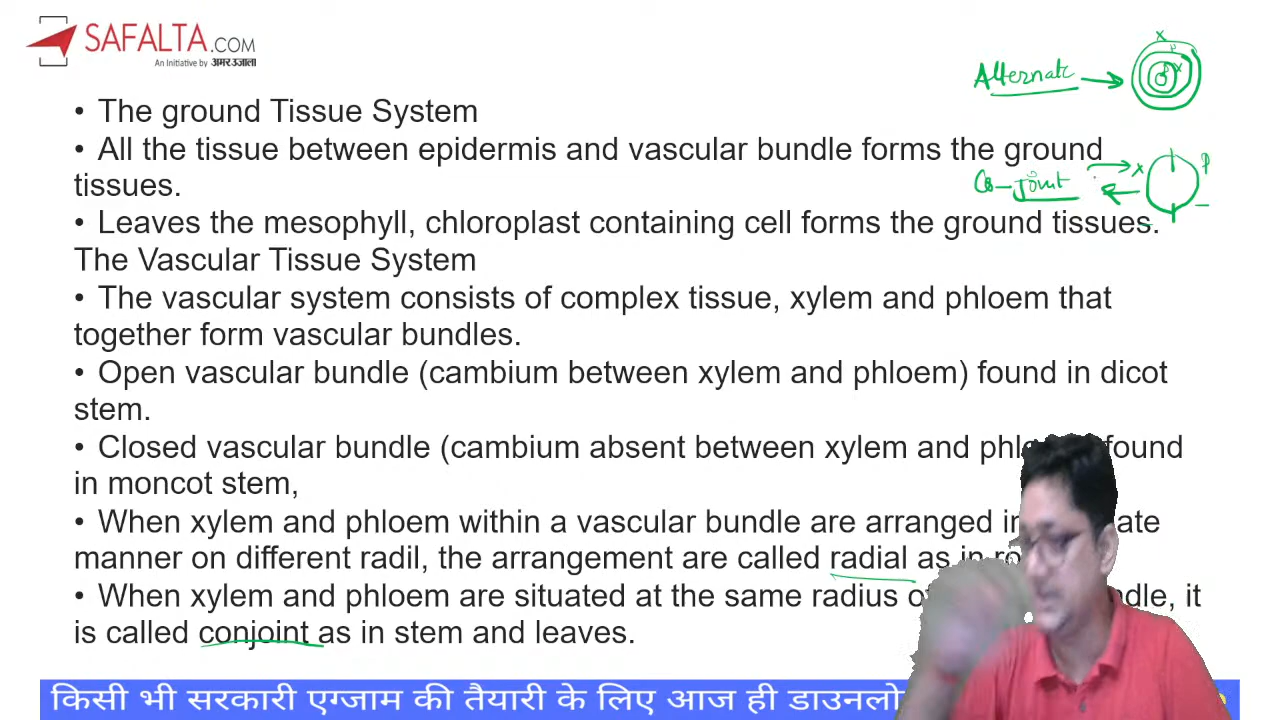 SAFALTA.COM
An Initiative by अमर उजाला
Alternate
X
• The ground Tissue System
• All the tissue between epidermis and vascular bundle forms the ground
tissues.
Co-Joint X P
• Leaves the mesophyll, chloroplast containing cell forms the ground tissues.
The Vascular Tissue System
• The vascular system consists of complex tissue, xylem and phloem that
together form vascular bundles.
• Open vascular bundle (cambium between xylem and phloem) found in dicot
stem.
• Closed vascular bundle (cambium absent between xylem and found
in moncot stem,
• When xylem and phloem within a vascular bundle are arranged
manner on different radil, the arrangement are called radial as in
• When xylem and phloem are situated at the same radius it
is called conjoint as in stem and leaves.
किसी भी सरकारी एग्जाम की तैयारी के लिए आज ही